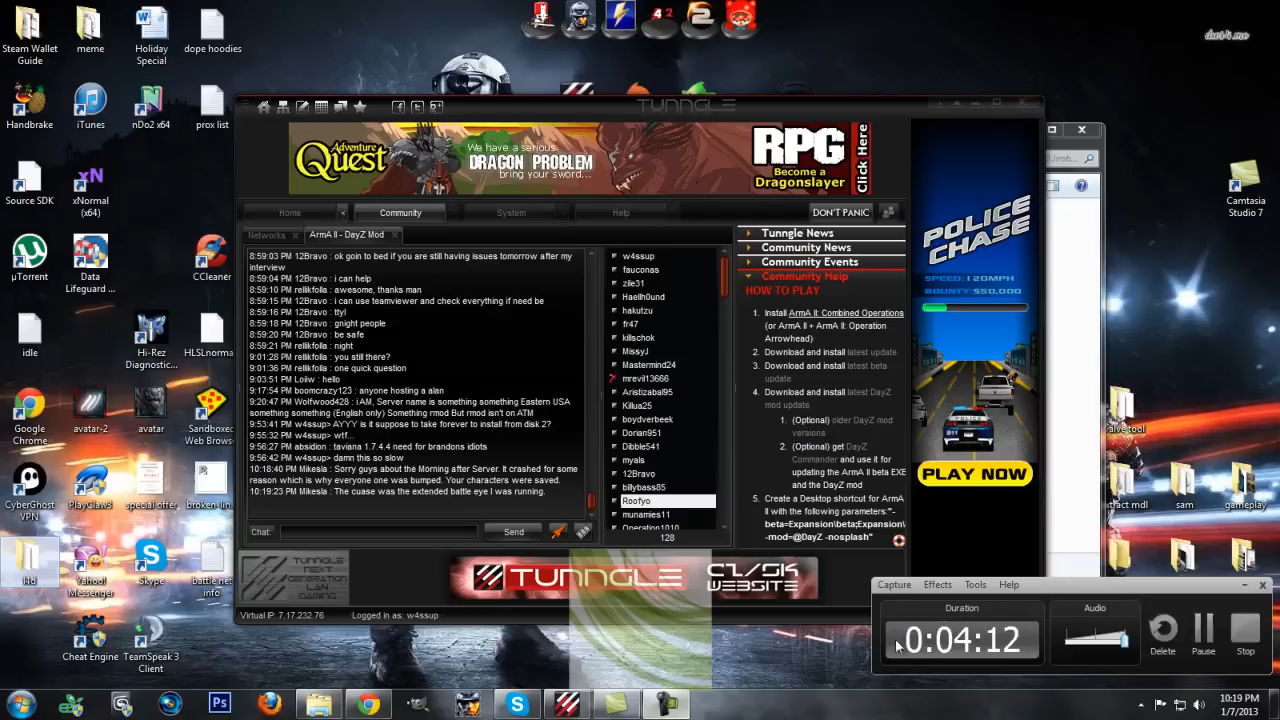 Steam Wallet Guide
meme
Holiday Special
dope hoodies
Handbrake
iTunes
nDo2 x64
prox list
Source SDK
xNormal (x64)
µTorrent
Data Lifeguard ...
CCleaner
idle
Hi-Rez Diagnostic...
HLSLnormal
Google Chrome
avatar-2
avatar
Sandboxed Web Browser
CyberGhost VPN
PlayClaw3
special offer
Nd
Yahoo! Messenger
Skype
battle net info
Cheat Engine
TeamSpeak 3 Client
TUNNGLE
Adventure Quest
We have a serious
DRAGON PROBLEM
bring your sword...
RPG
Become a Dragonslayer
Click Here
Home
<
Community
System
Help
DON'T PANIC
Networks
ArmA II - DayZ Mod
8:59:03 PM 12Bravo : ok goin to bed if you are still having issues tomorrow after my interview
8:59:04 PM 12Bravo : i can help
8:59:10 PM rellikfolla : awesome, thanks man
8:59:15 PM 12Bravo : i can use teamviewer and check everything if need be
8:59:16 PM 12Bravo : ttyl
8:59:18 PM 12Bravo : gnight people
8:59:20 PM 12Bravo : be safe
8:59:21 PM rellikfolla : night
9:01:28 PM rellikfolla : you still there?
9:01:36 PM rellikfolla : one quick question
9:03:51 PM Loiiw : hello
9:17:54 PM boomcrazy123 : anyone hosting a alan
9:20:47 PM Wolfwood428 : iAM, Server name is something something Eastern USA something something (English only) Something mod But rmod isn't on ATM
9:53:41 PM w4ssup> AYYY is it suppose to take forever to install from disk 2?
9:55:32 PM w4ssup> wtf...
9:56:27 PM absidion : taviana 1.7.4.4 need for brandons idiots
9:56:42 PM w4ssup> damn this so slow
10:18:40 PM Mikesla : Sorry guys about the Morning after Server. It crashed for some reason which is why everyone one was bumped. Your characters were saved.
10:19:23 PM Mikesla : The cuase was the extended battle eye I was running.
Chat:
Send
w4ssup
fauconas
zile31
Haellh0und
hakutzu
fr47
killschok
MissyJ
Mastermind24
mrevil13666
Aristizabal95
Killua25
boydverbeek
Dorian951
Dibble541
myals
12Bravo
billybass85
Roofyo
munamies11
Operation1010
128
Tunngle News
Community News
Community Events
Community Help
HOW TO PLAY
1. Install ArmA II: Combined Operations (or ArmA II + ArmA II: Operation Arrowhead)
2. Download and install latest update
3. Download and install latest beta update
4. Download and install latest DayZ mod update
1. (Optional) older DayZ mod versions
2. (Optional) get DayZ Commander and use it for updating the ArmA II beta EXE and the DayZ mod
5. Create a Desktop shortcut for ArmA II with the following parameters:"-beta=Expansion\beta;Expansion\
-mod=@DayZ -nosplash"
TUNNGLE NEXT GENERATION GAMING
TUNNGLE
CZ/SK WEBSITE
Virtual IP: 7.17.232.76
Logged in as: w4ssup
POLICE CHASE
SPEED: 120MPH
BOUNTY: $50,000
PLAY NOW
Camtasia Studio 7
valve tool
extract mdl
sam
gameplay
Capture Effects Tools Help
Duration
0:04:12
Audio
Delete
Pause
Stop
10:19 PM
1/7/2013